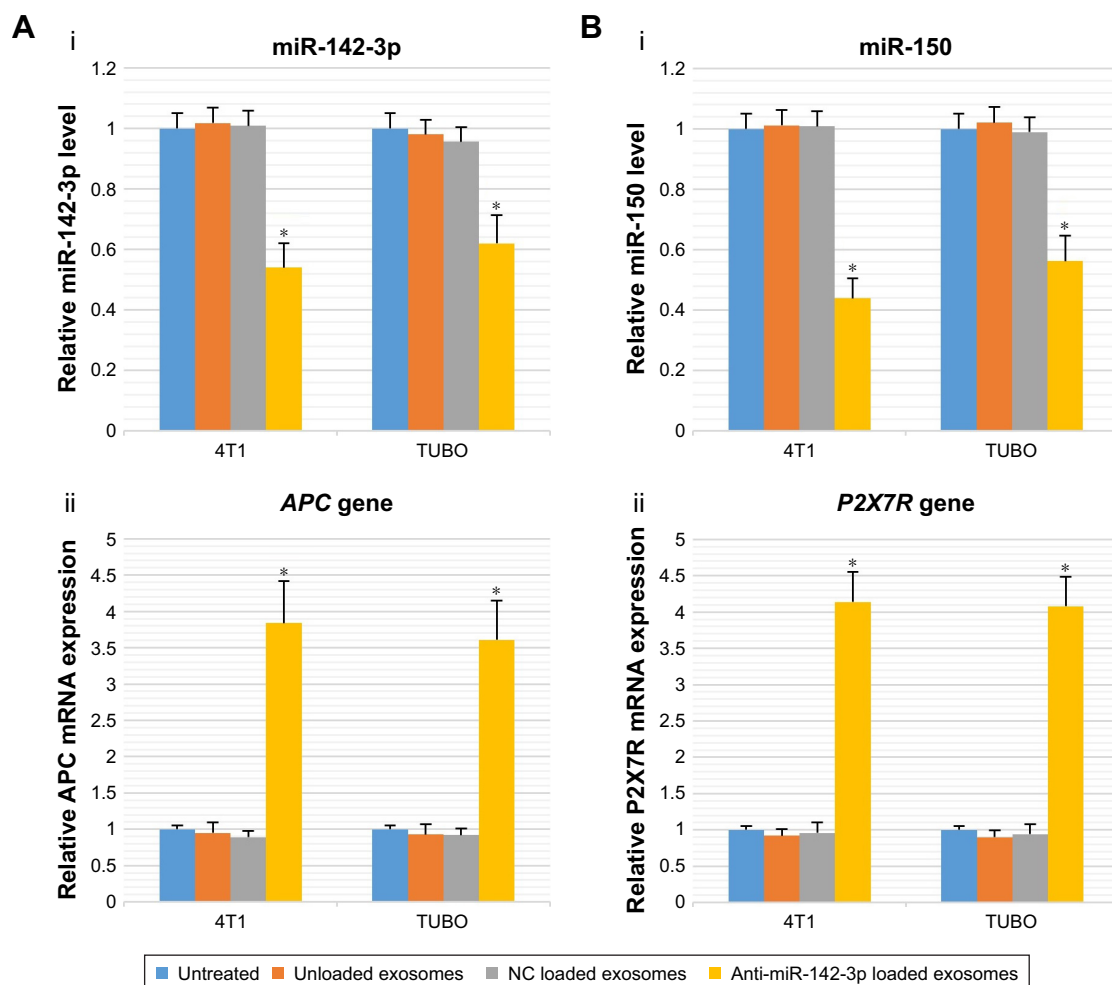 A
i
miR-142-3p
Relative miR-142-3p level
1.2
1
0.8
0.6
0.4
0.2
0
*
*
4T1
TUBO
B
i
miR-150
Relative miR-150 level
1.2
1
0.8
0.6
0.4
0.2
0
*
*
4T1
TUBO
ii
APC gene
Relative APC mRNA expression
5
4.5
4
3.5
3
2.5
2
1.5
1
0.5
0
*
*
4T1
TUBO
ii
P2X7R gene
Relative P2X7R mRNA expression
5
4.5
4
3.5
3
2.5
2
1.5
1
0.5
0
*
*
4T1
TUBO
Untreated
Unloaded exosomes
NC loaded exosomes
Anti-miR-142-3p loaded exosomes